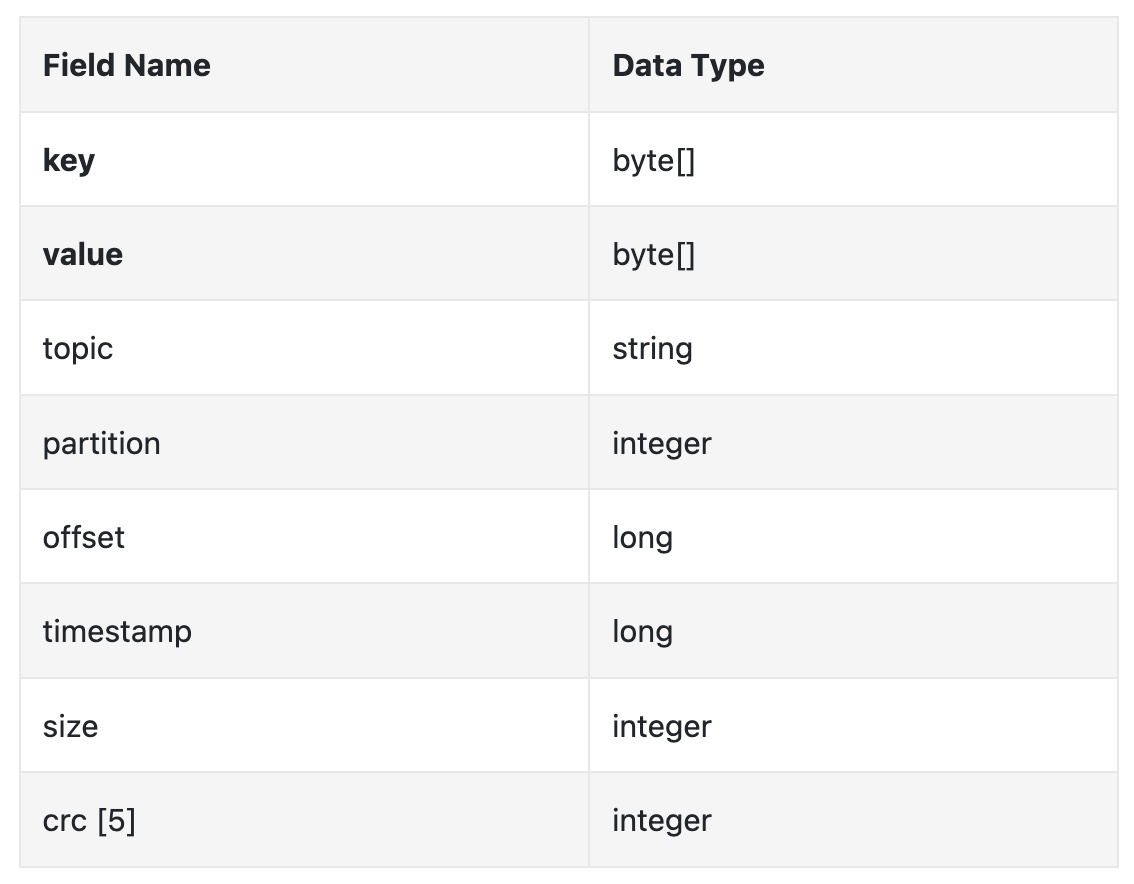 Field Name Data Type
key byte[]
value byte[]
topic string
partition integer
offset long
timestamp long
size integer
crc [5] integer